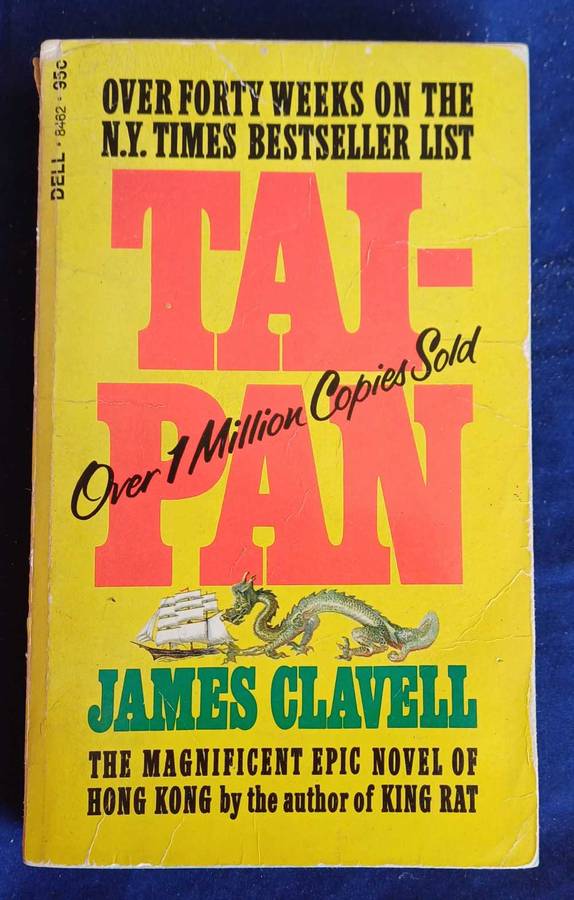 DELL • 8462 • 95c
OVER FORTY WEEKS ON THE
N.Y. TIMES BESTSELLER LIST
TAI-
PAN
Over 1 Million Copies Sold
JAMES CLAVELL
THE MAGNIFICENT EPIC NOVEL OF
HONG KONG by the author of KING RAT